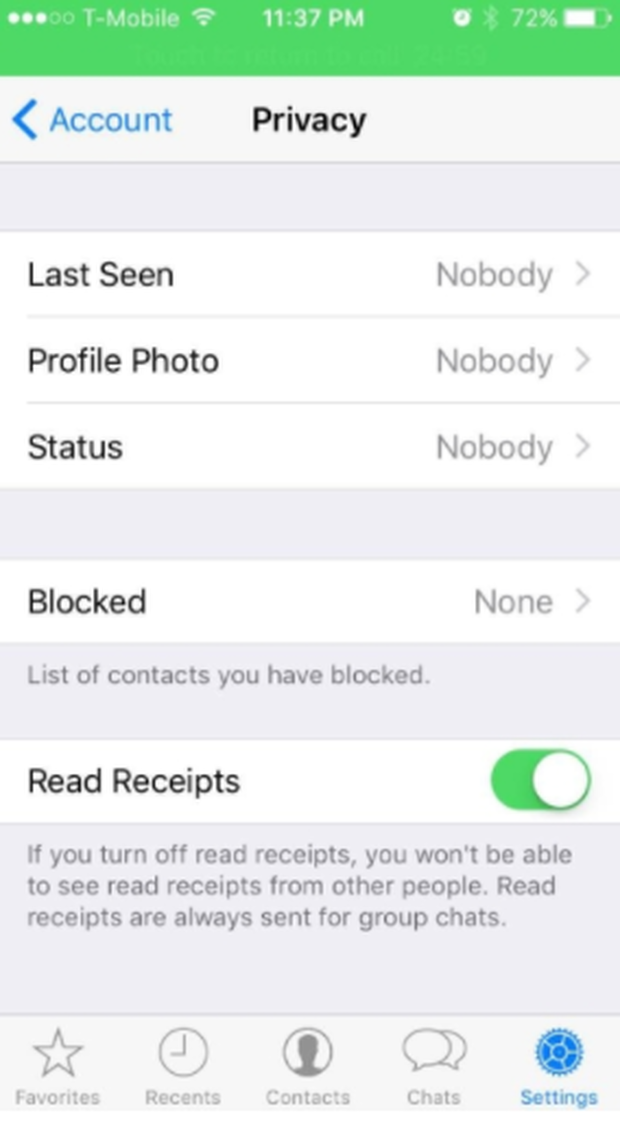 T-Mobile 11:37 PM 72%
Touch to return to call
Account Privacy
Last Seen Nobody
Profile Photo Nobody
Status Nobody
Blocked None
List of contacts you have blocked.
Read Receipts
If you turn off read receipts, you won't be able
to see read receipts from other people. Read
receipts are always sent for group chats.
Favorites Recents Contacts Chats Settings